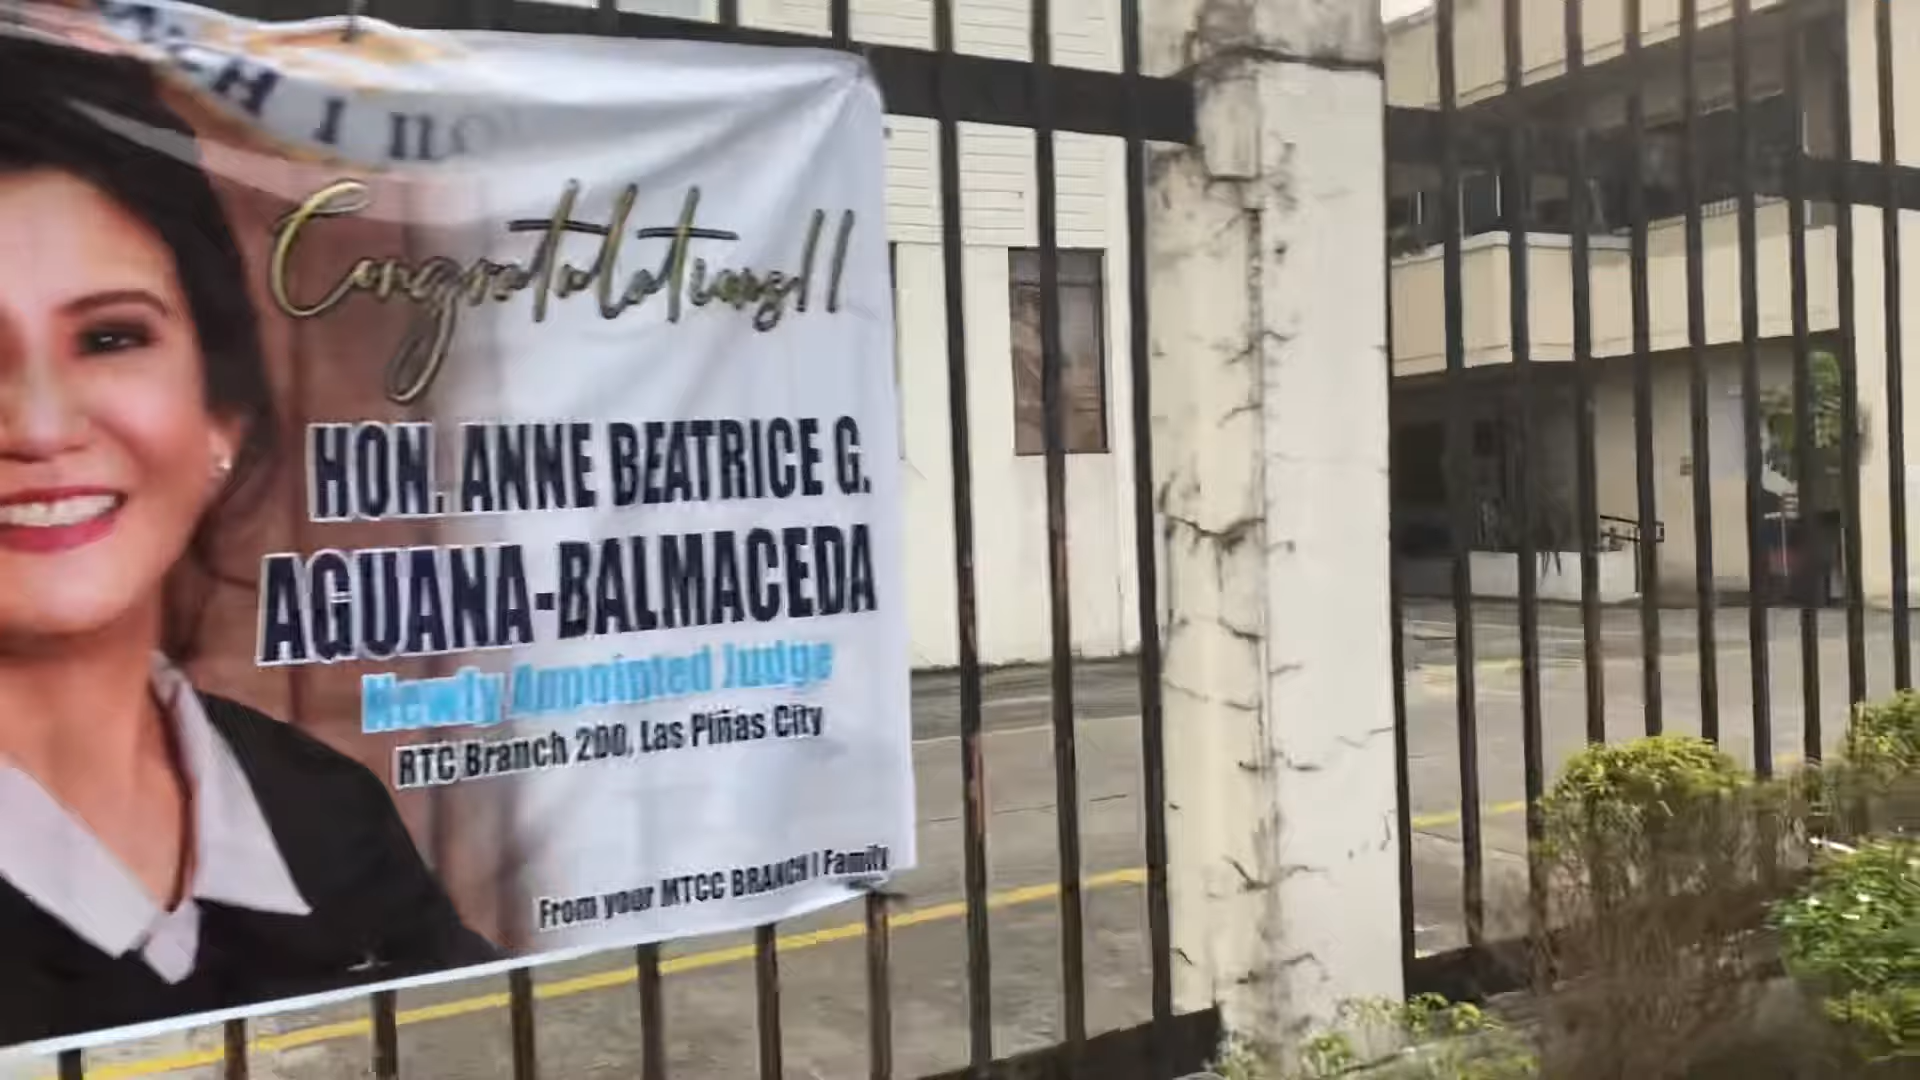 Congratulations!!
HON. ANNE BEATRICE G.
AGUANA-BALMACEDA
Newly Appointed Judge
RTC Branch 200, Las Piñas City
From your MTCC BRANCH I Family